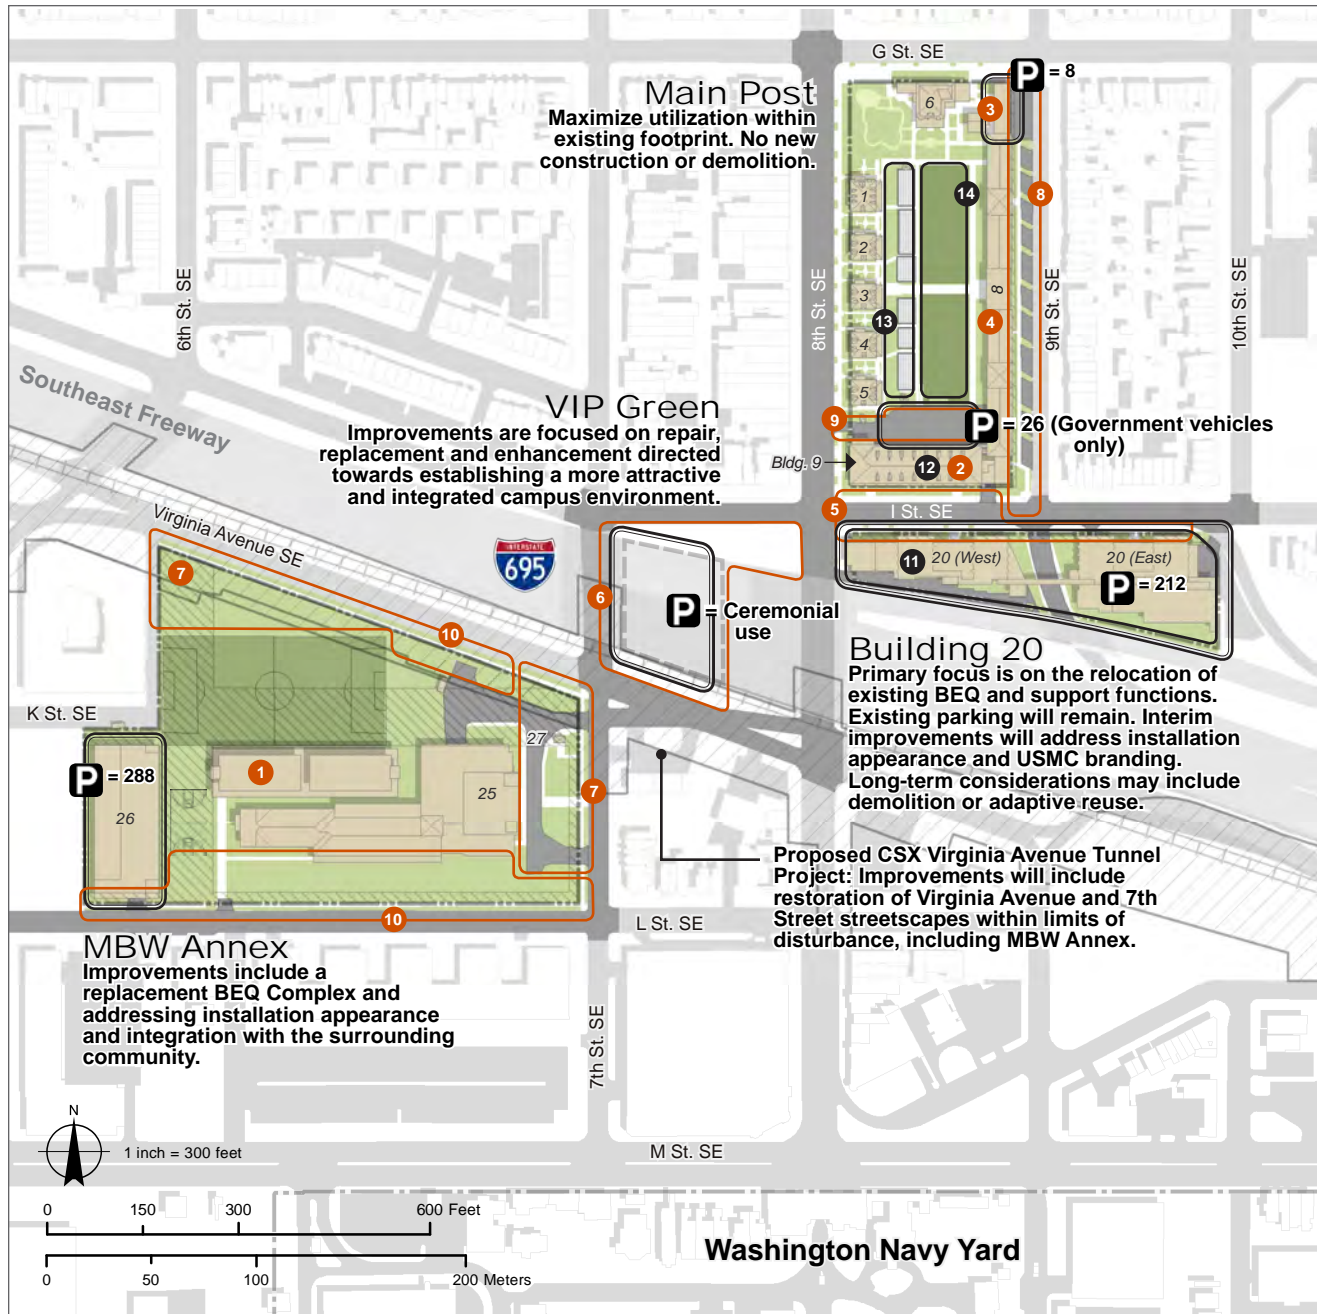 G St. SE
Main Post
Maximize utilization within
existing footprint. No new
construction or demolition.
P = 8
6
3
1
14
8
2
8th St. SE
9th St. SE
10th St. SE
6th St. SE
3
8
13
4
4
5
Southeast Freeway
VIP Green
Improvements are focused on repair,
replacement and enhancement directed
towards establishing a more attractive
and integrated campus environment.
9
P = 26 (Government vehicles
only)
Bldg. 9
12
2
5
I St. SE
Virginia Avenue SE
INTERSTATE
695
7
11
20 (West)
20 (East)
P = 212
6
P = Ceremonial
use
10
Building 20
Primary focus is on the relocation of
existing BEQ and support functions.
Existing parking will remain. Interim
improvements will address installation
appearance and USMC branding.
Long-term considerations may include
demolition or adaptive reuse.
K St. SE
27
P = 288
1
25
7
26
Proposed CSX Virginia Avenue Tunnel
Project: Improvements will include
restoration of Virginia Avenue and 7th
Street streetscapes within limits of
disturbance, including MBW Annex.
10
L St. SE
MBW Annex
Improvements include a
replacement BEQ Complex and
addressing installation appearance
and integration with the surrounding
community.
7th St. SE
N
1 inch = 300 feet
M St. SE
0 150 300 600 Feet
0 50 100 200 Meters
Washington Navy Yard